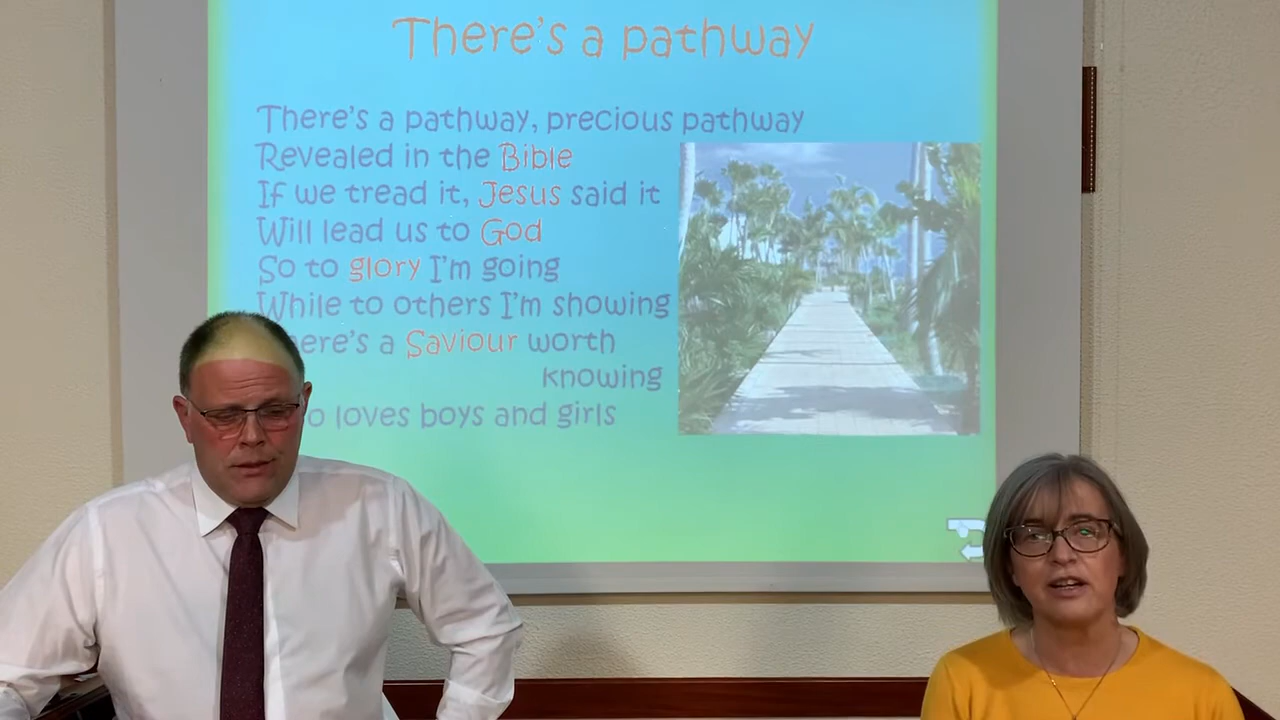 There's a pathway
There's a pathway, precious pathway
Revealed in the Bible
If we tread it, Jesus said it
Will lead us to God
So to glory I'm going
While to others I'm showing
ere's a Saviour worth
knowing
o loves boys and girls